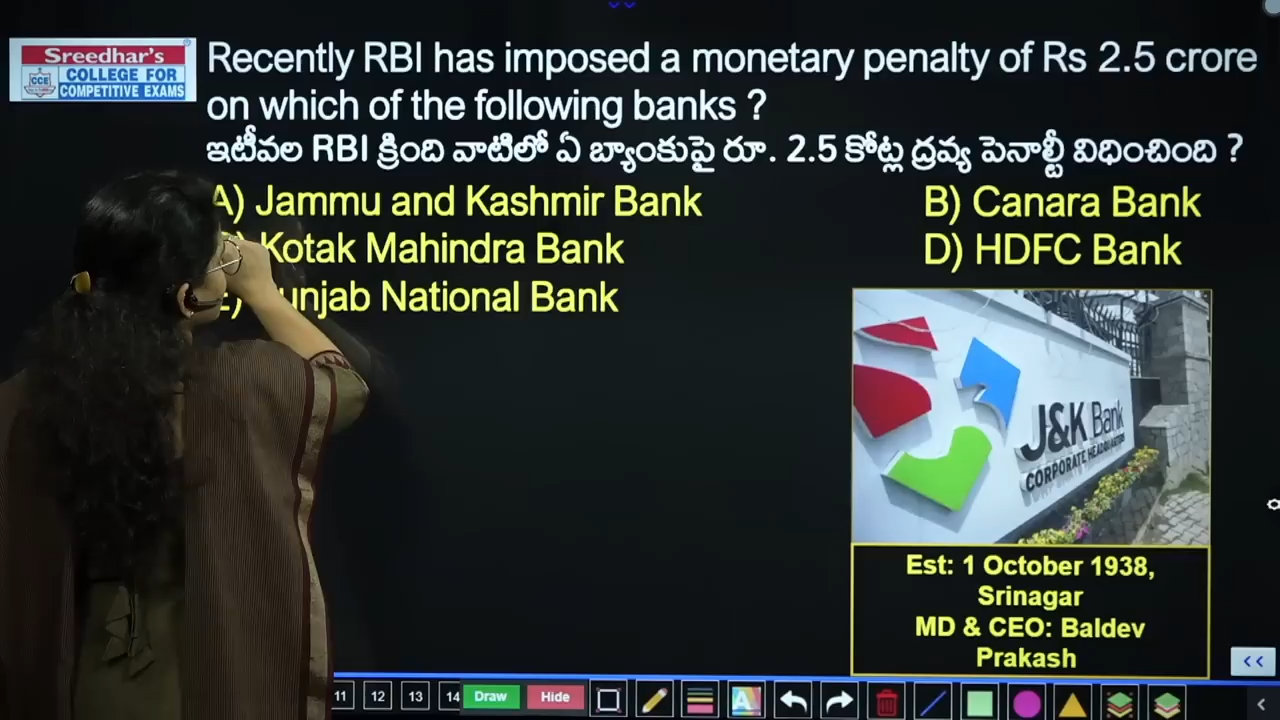 Sreedhar's
CCE
COLLEGE FOR
COMPETITIVE EXAMS
Recently RBI has imposed a monetary penalty of Rs 2.5 crore
on which of the following banks ?
ఇటీవల RBI క్రింది వాటిలో ఏ బ్యాంకుపై రూ. 2.5 కోట్ల ద్రవ్య పెనాల్టీ విధించింది ?
A) Jammu and Kashmir Bank
B) Canara Bank
Kotak Mahindra Bank
D) HDFC Bank
National Bank
J&K Bank
CORPORATE HEADQUARTERS
Est: 1 October 1938,
Srinagar
MD & CEO: Baldev
Prakash
11 12 13 14 Draw Hide